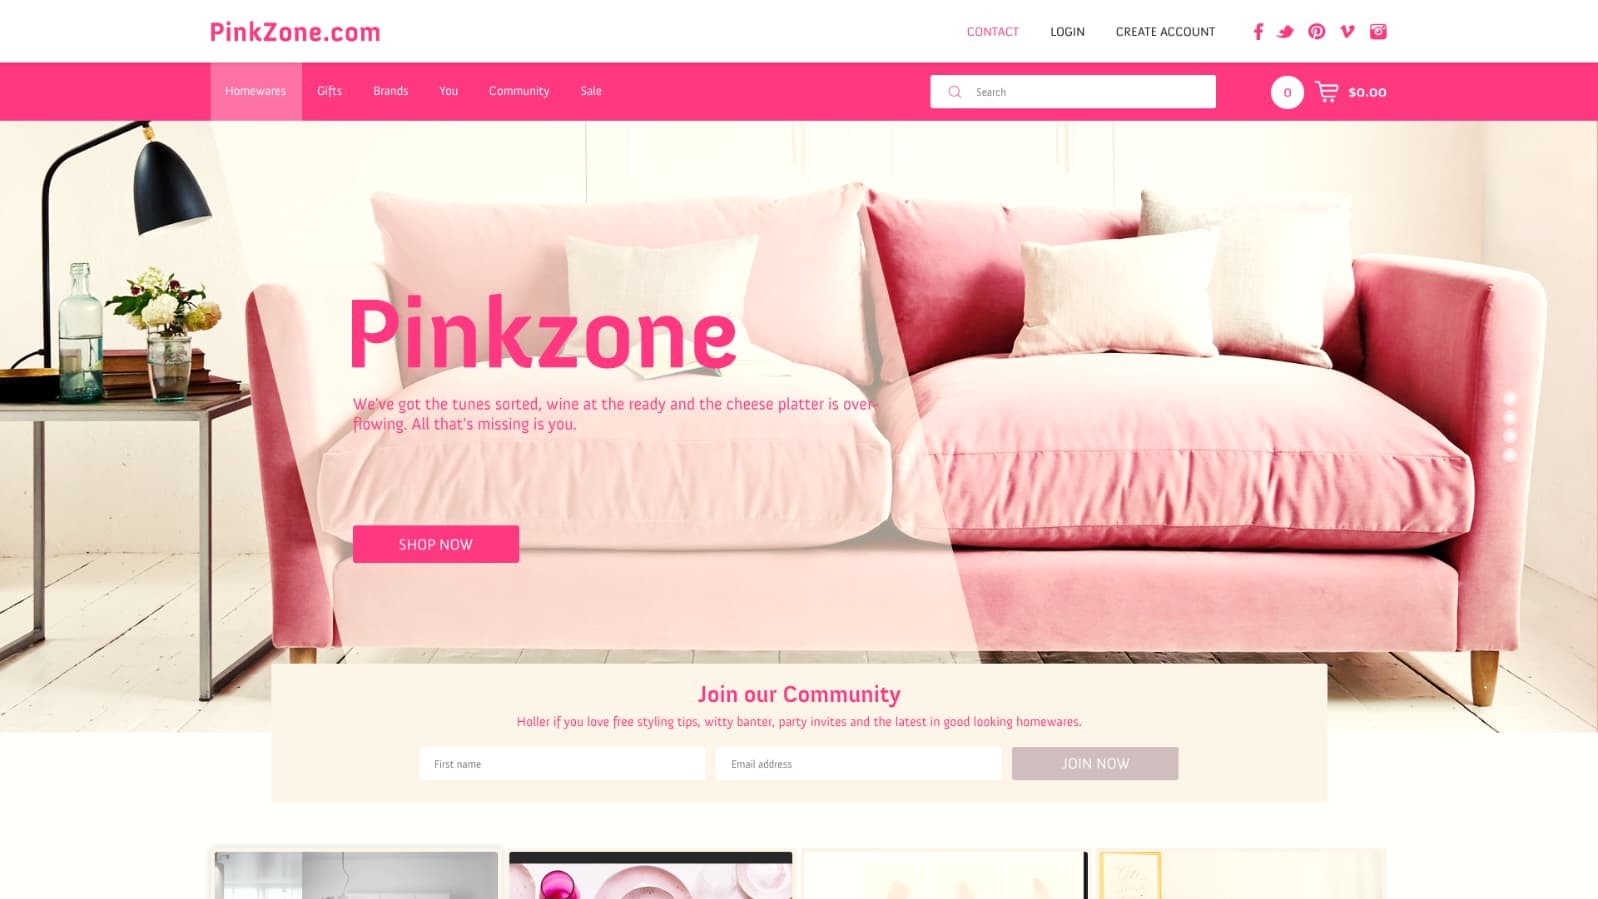 PinkZone.com
CONTACT LOGIN CREATE ACCOUNT
Homewares Gifts Brands You Community Sale
Search
0 $0.00
Pinkzone
We've got the tunes sorted, wine at the ready and the cheese platter is over-
flowing. All that's missing is you.
SHOP NOW
Join our Community
Holler if you love free styling tips, witty banter, party invites and the latest in good looking homewares.
First name Email address JOIN NOW